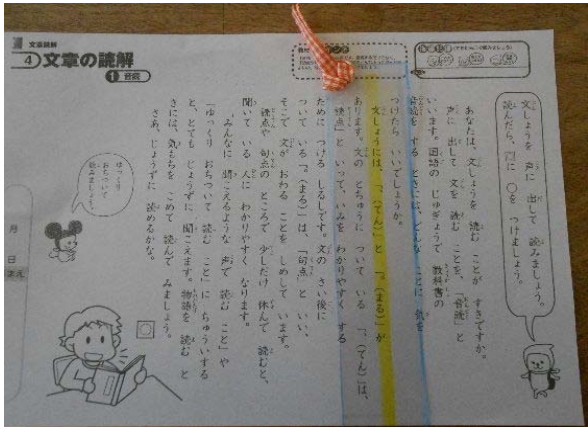 文章読解
4 文章の読解
1 音読
文しょうを 声に 出して 読みましょう。
読んだら、□に ○を つけましょう。
あなたは、文しょうを 読む ことが すきですか。
声に 出して 文を 読む ことを、「音読」と
いいます。国語の じゅぎょうで 教科書の
音読を する ときには、どんな ことに 気を
つけたら いいでしょうか。
文しょうには、「、(てん)」と 「。(まる)」が
あります。文の とちゅうに ついて いる 「、(てん)」は、
「読点」と いって、いみを わかりやすく する
ために つける しるしです。文の さい後に
ついて いる「。(まる)」は、「句点」と いい、
そこで 文が おわる ことを しめして います。
読点や 句点の ところで 少しだけ 休んで 読むと、
聞いて いる 人に わかりやすく なります。
「みんなに 聞こえるような 声で 読む こと」や
「ゆっくり おちついて 読む こと」に ちゅういする
と、とても じょうずに 聞こえます。物語を 読む と
きには、気もちを こめて 読んで みましょう。
さあ、じょうずに 読めるかな。
ゆっくり
おちついて
読みましょう。
月
日